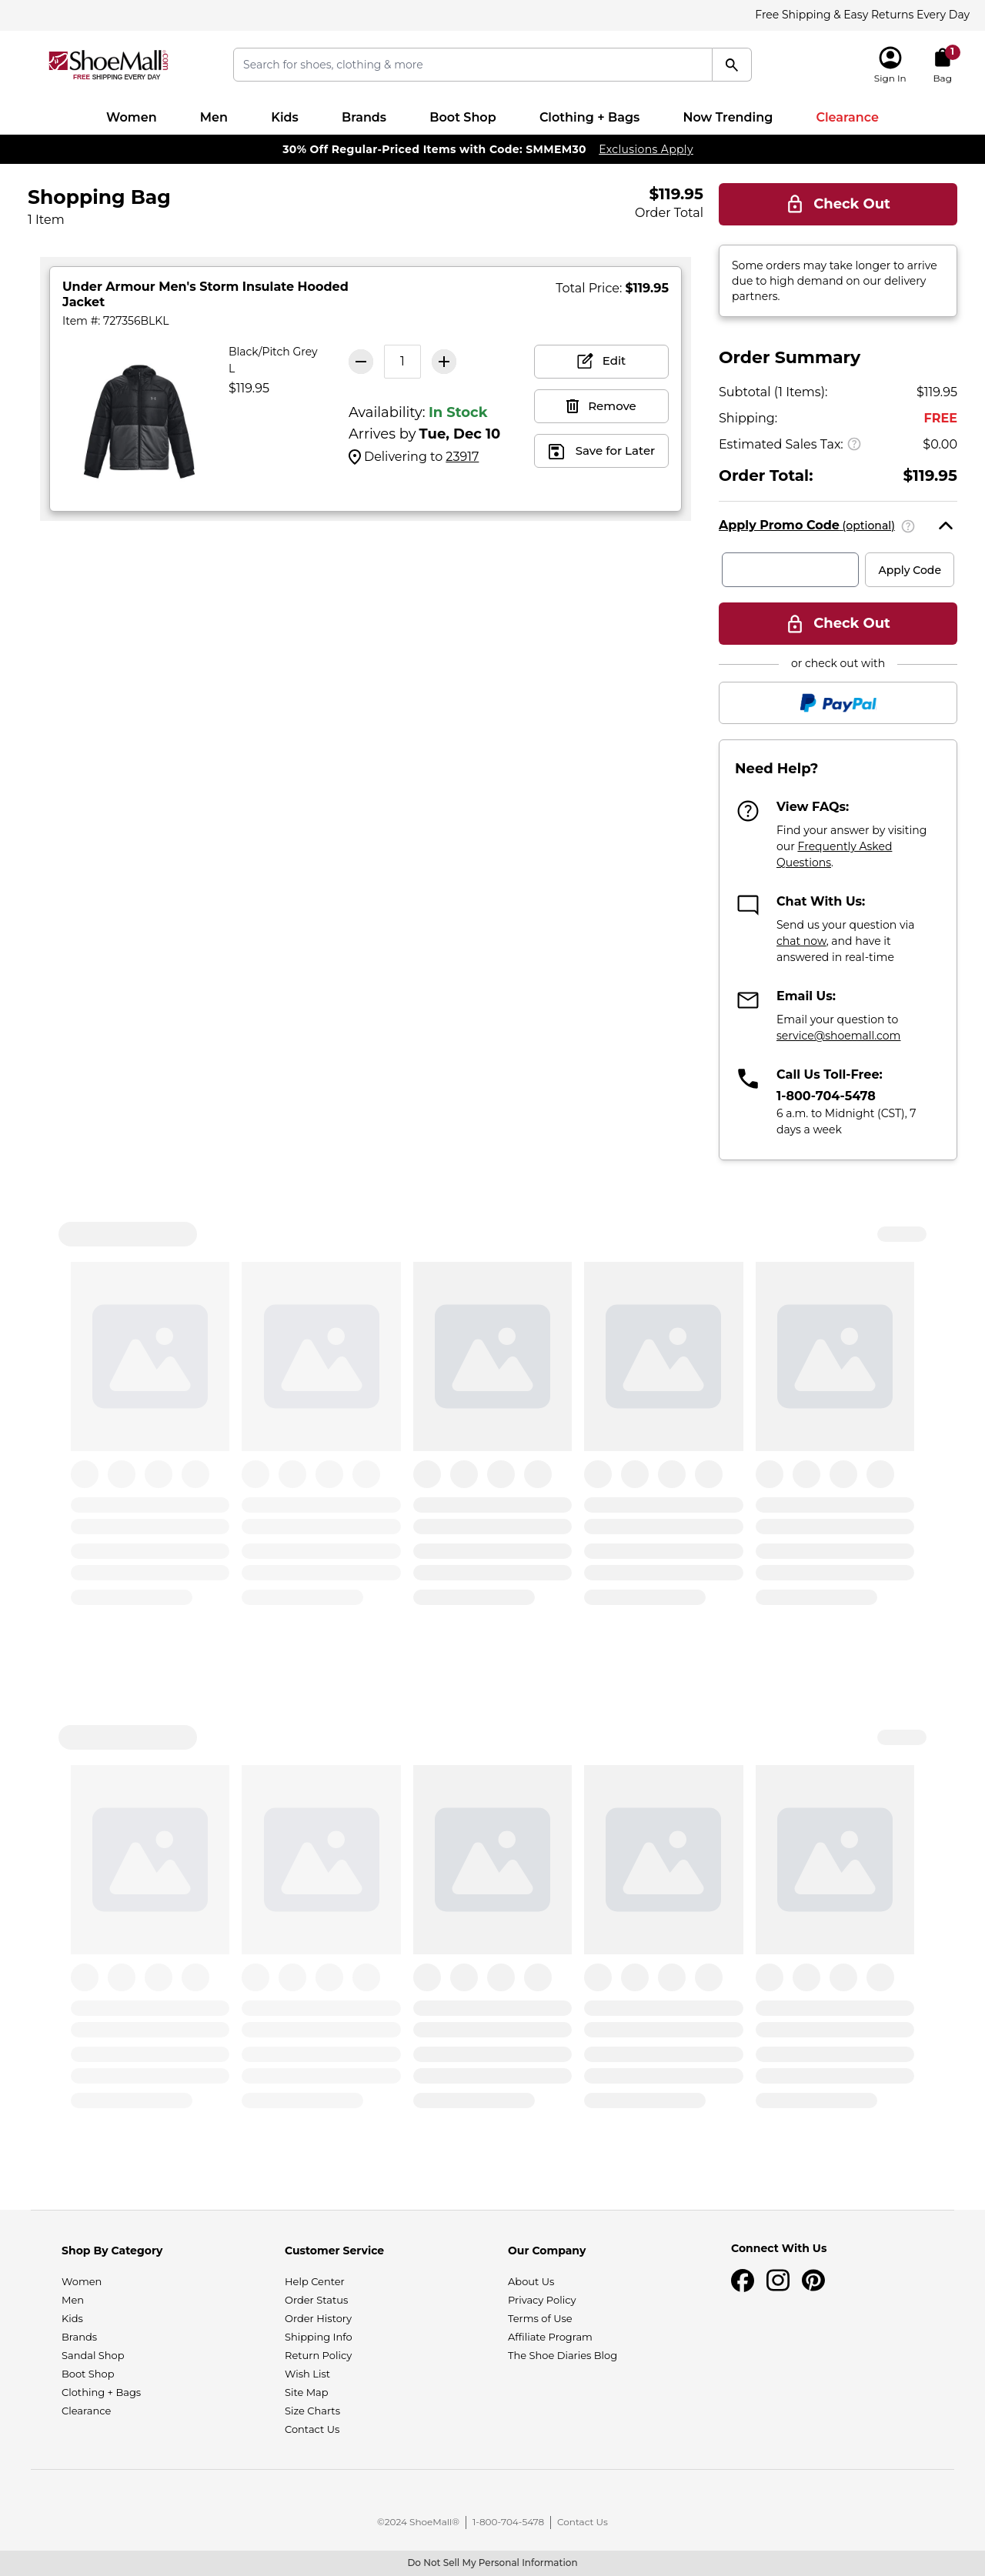 Free Shipping & Easy Returns Every Day
ShoeMall.com
FREE SHIPPING EVERY DAY
Search for shoes, clothing & more
Sign In
1
Bag
Women Men Kids Brands Boot Shop Clothing + Bags Now Trending Clearance
30% Off Regular-Priced Items with Code: SMMEM30 Exclusions Apply
Shopping Bag
1 Item
$119.95
Order Total
Under Armour Men's Storm Insulate Hooded
Jacket
Item #: 727356BLKL
Total Price: $119.95
Black/Pitch Grey
L
$119.95
1
Availability: In Stock
Arrives by Tue, Dec 10
Delivering to 23917
Edit
Remove
Save for Later
Check Out
Some orders may take longer to arrive
due to high demand on our delivery
partners.
Order Summary
Subtotal (1 Items): $119.95
Shipping: FREE
Estimated Sales Tax: ? $0.00
Order Total: $119.95
Apply Promo Code (optional) ?
Apply Code
Check Out
or check out with
PayPal
Need Help?
View FAQs:
Find your answer by visiting
our Frequently Asked
Questions.
Chat With Us:
Send us your question via
chat now, and have it
answered in real-time
Email Us:
Email your question to
service@shoemall.com
Call Us Toll-Free:
1-800-704-5478
6 a.m. to Midnight (CST), 7
days a week
Shop By Category
Women
Men
Kids
Brands
Sandal Shop
Boot Shop
Clothing + Bags
Clearance
Customer Service
Help Center
Order Status
Order History
Shipping Info
Return Policy
Wish List
Site Map
Size Charts
Contact Us
Our Company
About Us
Privacy Policy
Terms of Use
Affiliate Program
The Shoe Diaries Blog
Connect With Us
©2024 ShoeMall® 1-800-704-5478 Contact Us
Do Not Sell My Personal Information